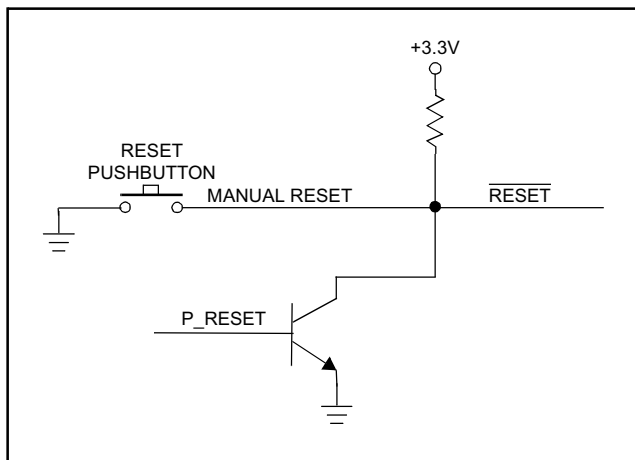 +3.3V
RESET
PUSHBUTTON
MANUAL RESET
RESET
P_RESET